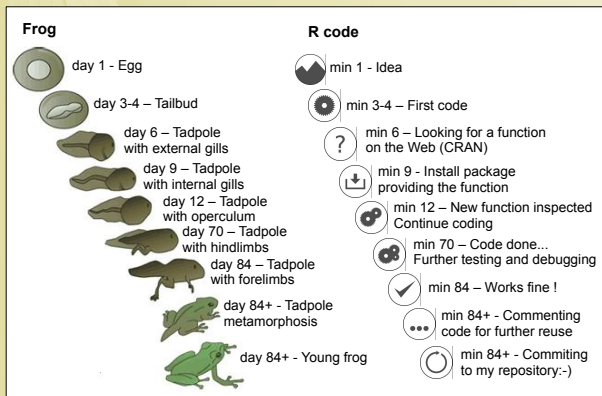 Frog
day 1 - Egg
day 3-4 – Tailbud
day 6 – Tadpole
with external gills
day 9 – Tadpole
with internal gills
day 12 – Tadpole
with operculum
day 70 – Tadpole
with hindlimbs
day 84 – Tadpole
with forelimbs
day 84+ - Tadpole
metamorphosis
day 84+ - Young frog
R code
min 1 - Idea
min 3-4 – First code
?
min 6 – Looking for a function
on the Web (CRAN)
min 9 - Install package
providing the function
min 12 – New function inspected
Continue coding
min 70 – Code done...
Further testing and debugging
min 84 – Works fine !
min 84+ - Commenting
code for further reuse
min 84+ - Commiting
to my repository:-)